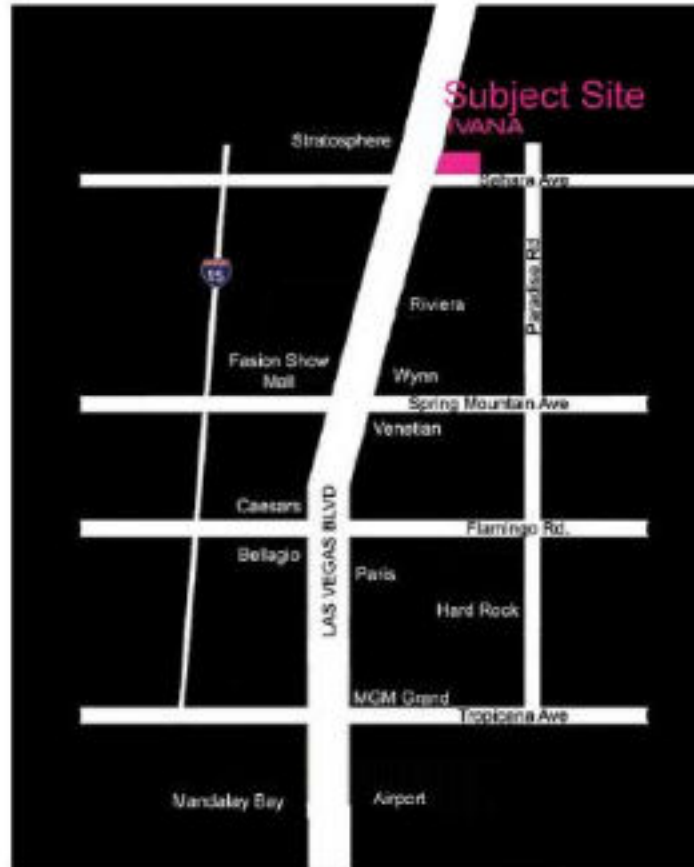 Subject Site
IVANA
Stratosphere
Sahara Ave
Paradise Rd
Riviera
Fasion Show
Mall
Wynn
Spring Mountain Ave
Venetian
Caesars
LAS VEGAS BLVD
Flamingo Rd.
Bellagio
Paris
Hard Rock
MGM Grand
Tropicana Ave
Mandalay Bay
Airport